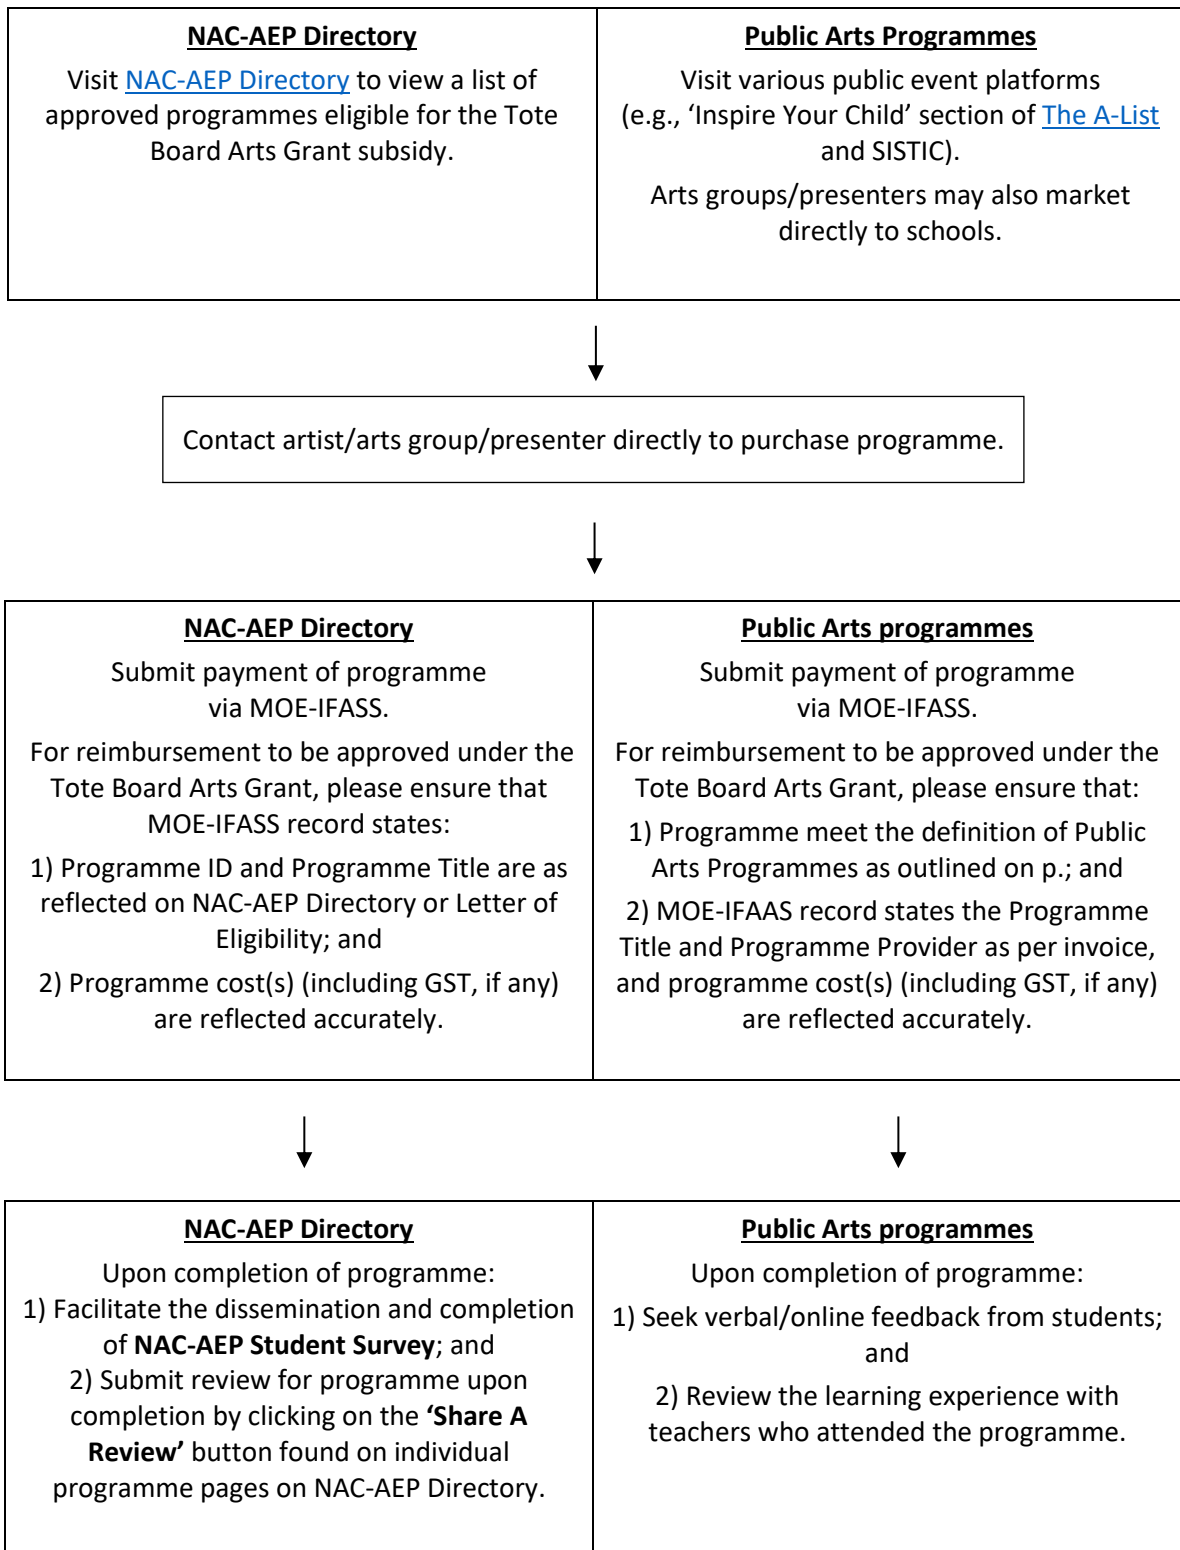 NAC-AEP Directory
Visit NAC-AEP Directory to view a list of
approved programmes eligible for the Tote
Board Arts Grant subsidy.
Public Arts Programmes
Visit various public event platforms
(e.g., ‘Inspire Your Child’ section of The A-List
and SISTIC).
Arts groups/presenters may also market
directly to schools.
Contact artist/arts group/presenter directly to purchase programme.
NAC-AEP Directory
Submit payment of programme
via MOE-IFASS.
For reimbursement to be approved under the
Tote Board Arts Grant, please ensure that
MOE-IFASS record states:
1) Programme ID and Programme Title are as
reflected on NAC-AEP Directory or Letter of
Eligibility; and
2) Programme cost(s) (including GST, if any)
are reflected accurately.
Public Arts programmes
Submit payment of programme
via MOE-IFASS.
For reimbursement to be approved under the
Tote Board Arts Grant, please ensure that:
1) Programme meet the definition of Public
Arts Programmes as outlined on p.; and
2) MOE-IFAAS record states the Programme
Title and Programme Provider as per invoice,
and programme cost(s) (including GST, if any)
are reflected accurately.
NAC-AEP Directory
Upon completion of programme:
1) Facilitate the dissemination and completion
of NAC-AEP Student Survey; and
2) Submit review for programme upon
completion by clicking on the ‘Share A
Review’ button found on individual
programme pages on NAC-AEP Directory.
Public Arts programmes
Upon completion of programme:
1) Seek verbal/online feedback from students;
and
2) Review the learning experience with
teachers who attended the programme.